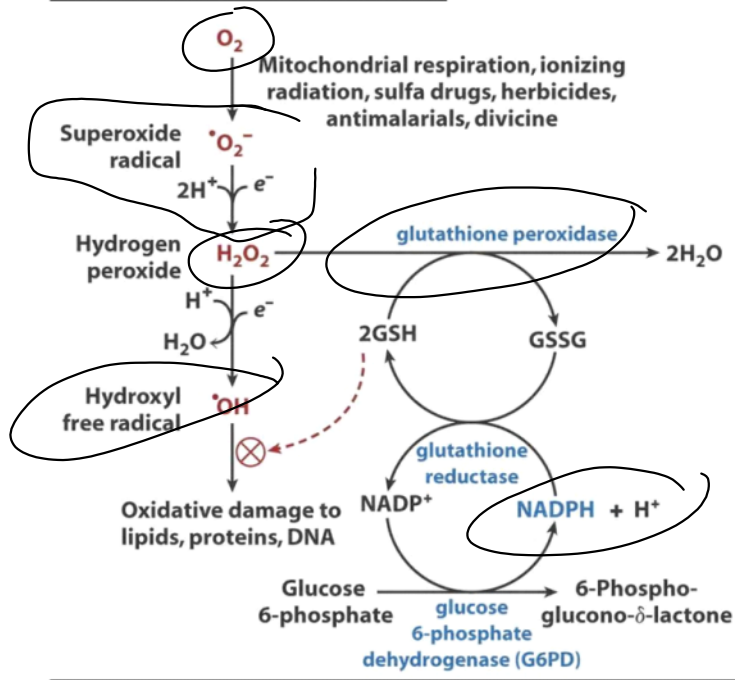 O₂
Mitochondrial respiration, ionizing
radiation, sulfa drugs, herbicides,
antimalarials, divicine
Superoxide
radical
•O₂⁻
2H⁺
e⁻
Hydrogen
peroxide
H₂O₂
glutathione peroxidase
2H₂O
H⁺
e⁻
H₂O
2GSH
GSSG
Hydroxyl
free radical
•OH
glutathione
reductase
Oxidative damage to
lipids, proteins, DNA
NADP⁺
NADPH + H⁺
Glucose
6-phosphate
glucose
6-phosphate
dehydrogenase (G6PD)
6-Phospho-
glucono-δ-lactone